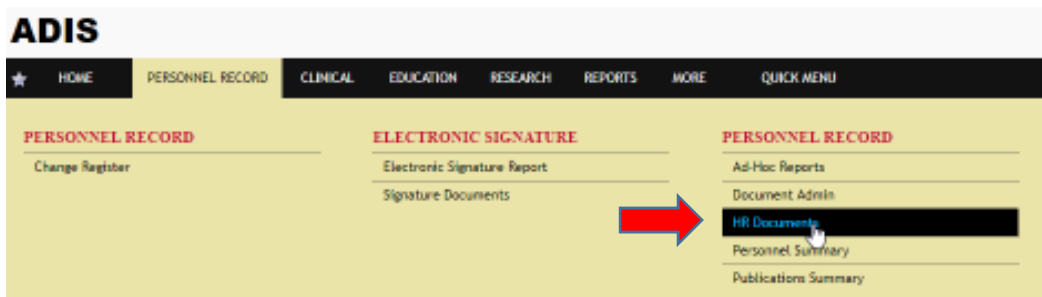 ADIS
HOME PERSONNEL RECORD CLINICAL EDUCATION RESEARCH REPORTS MORE QUICK MENU
PERSONNEL RECORD
Change Register
ELECTRONIC SIGNATURE
Electronic Signature Report
Signature Documents
PERSONNEL RECORD
Ad-Hoc Reports
Document Admin
HR Documents
Personnel Summary
Publications Summary